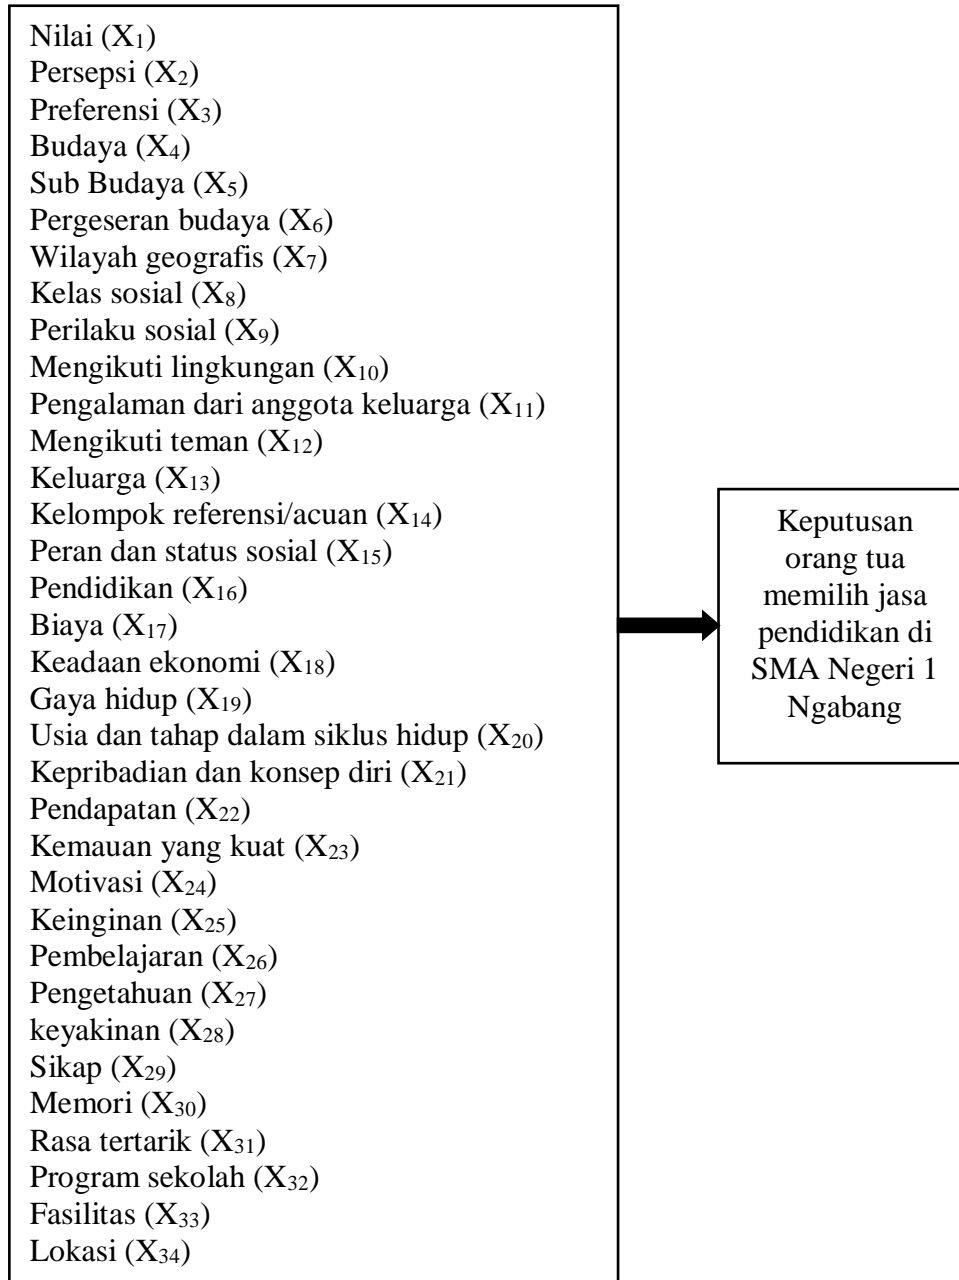 Nilai (X₁)
Persepsi (X₂)
Preferensi (X₃)
Budaya (X₄)
Sub Budaya (X₅)
Pergeseran budaya (X₆)
Wilayah geografis (X₇)
Kelas sosial (X₈)
Perilaku sosial (X₉)
Mengikuti lingkungan (X₁₀)
Pengalaman dari anggota keluarga (X₁₁)
Mengikuti teman (X₁₂)
Keluarga (X₁₃)
Kelompok referensi/acuan (X₁₄)
Peran dan status sosial (X₁₅)
Pendidikan (X₁₆)
Biaya (X₁₇)
Keadaan ekonomi (X₁₈)
Gaya hidup (X₁₉)
Usia dan tahap dalam siklus hidup (X₂₀)
Kepribadian dan konsep diri (X₂₁)
Pendapatan (X₂₂)
Kemauan yang kuat (X₂₃)
Motivasi (X₂₄)
Keinginan (X₂₅)
Pembelajaran (X₂₆)
Pengetahuan (X₂₇)
keyakinan (X₂₈)
Sikap (X₂₉)
Memori (X₃₀)
Rasa tertarik (X₃₁)
Program sekolah (X₃₂)
Fasilitas (X₃₃)
Lokasi (X₃₄)
Keputusan
orang tua
memilih jasa
pendidikan di
SMA Negeri 1
Ngabang